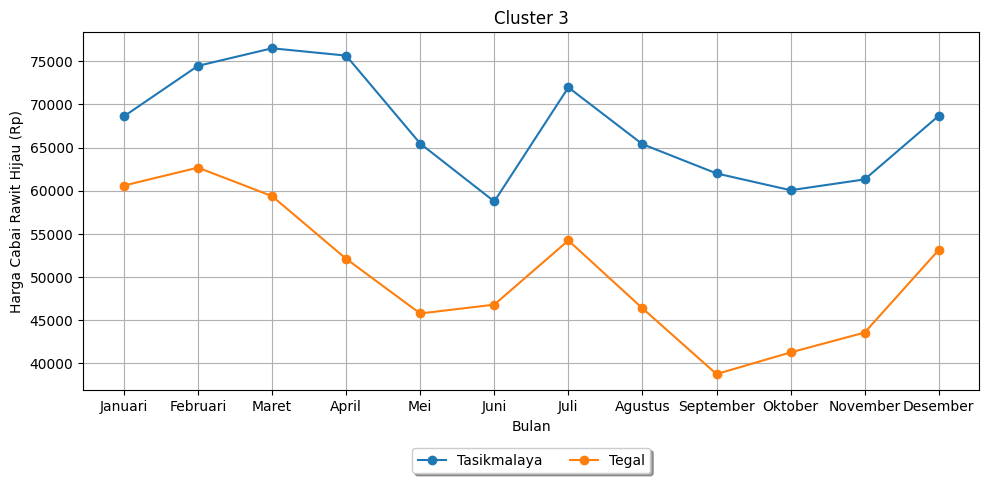 Cluster 3
Harga Cabai Rawit Hijau (Rp)
75000
70000
65000
60000
55000
50000
45000
40000
Januari Februari Maret April Mei Juni Juli Agustus September Oktober November Desember
Bulan
Tasikmalaya Tegal